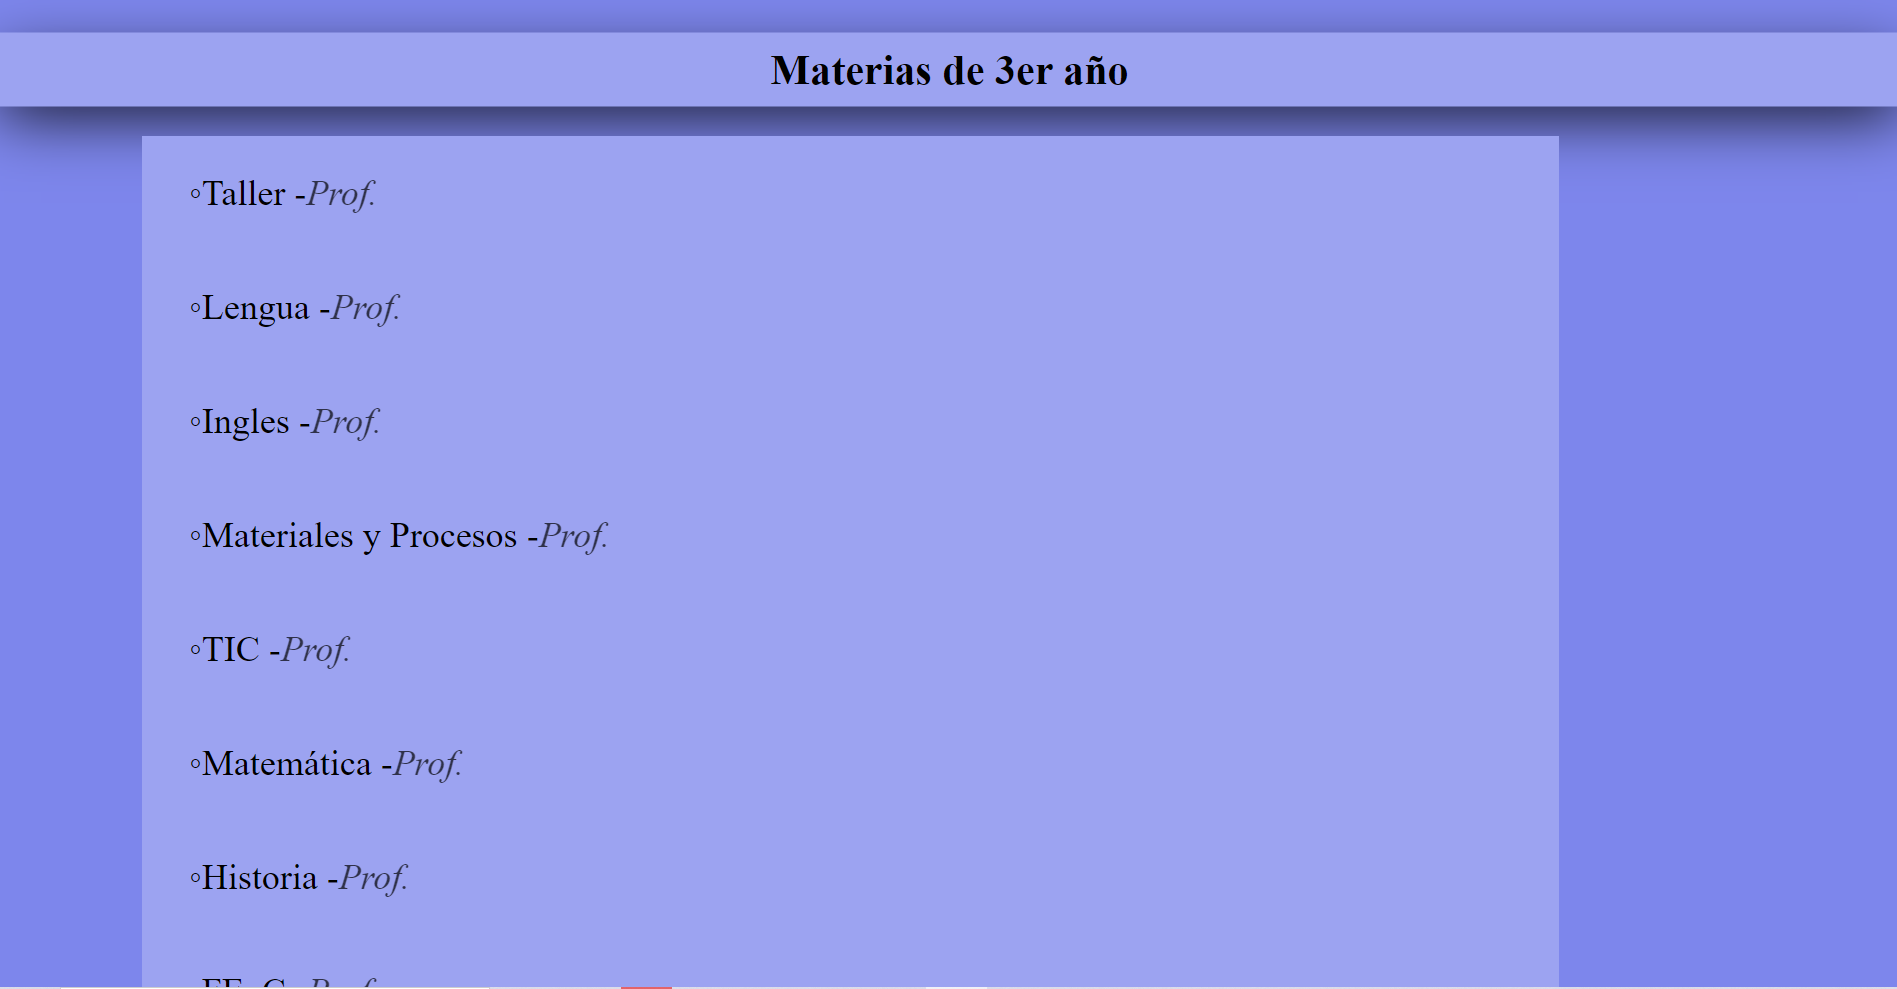 Materias de 3er año
◦Taller -Prof.
◦Lengua -Prof.
◦Ingles -Prof.
◦Materiales y Procesos -Prof.
◦TIC -Prof.
◦Matemática -Prof.
◦Historia -Prof.